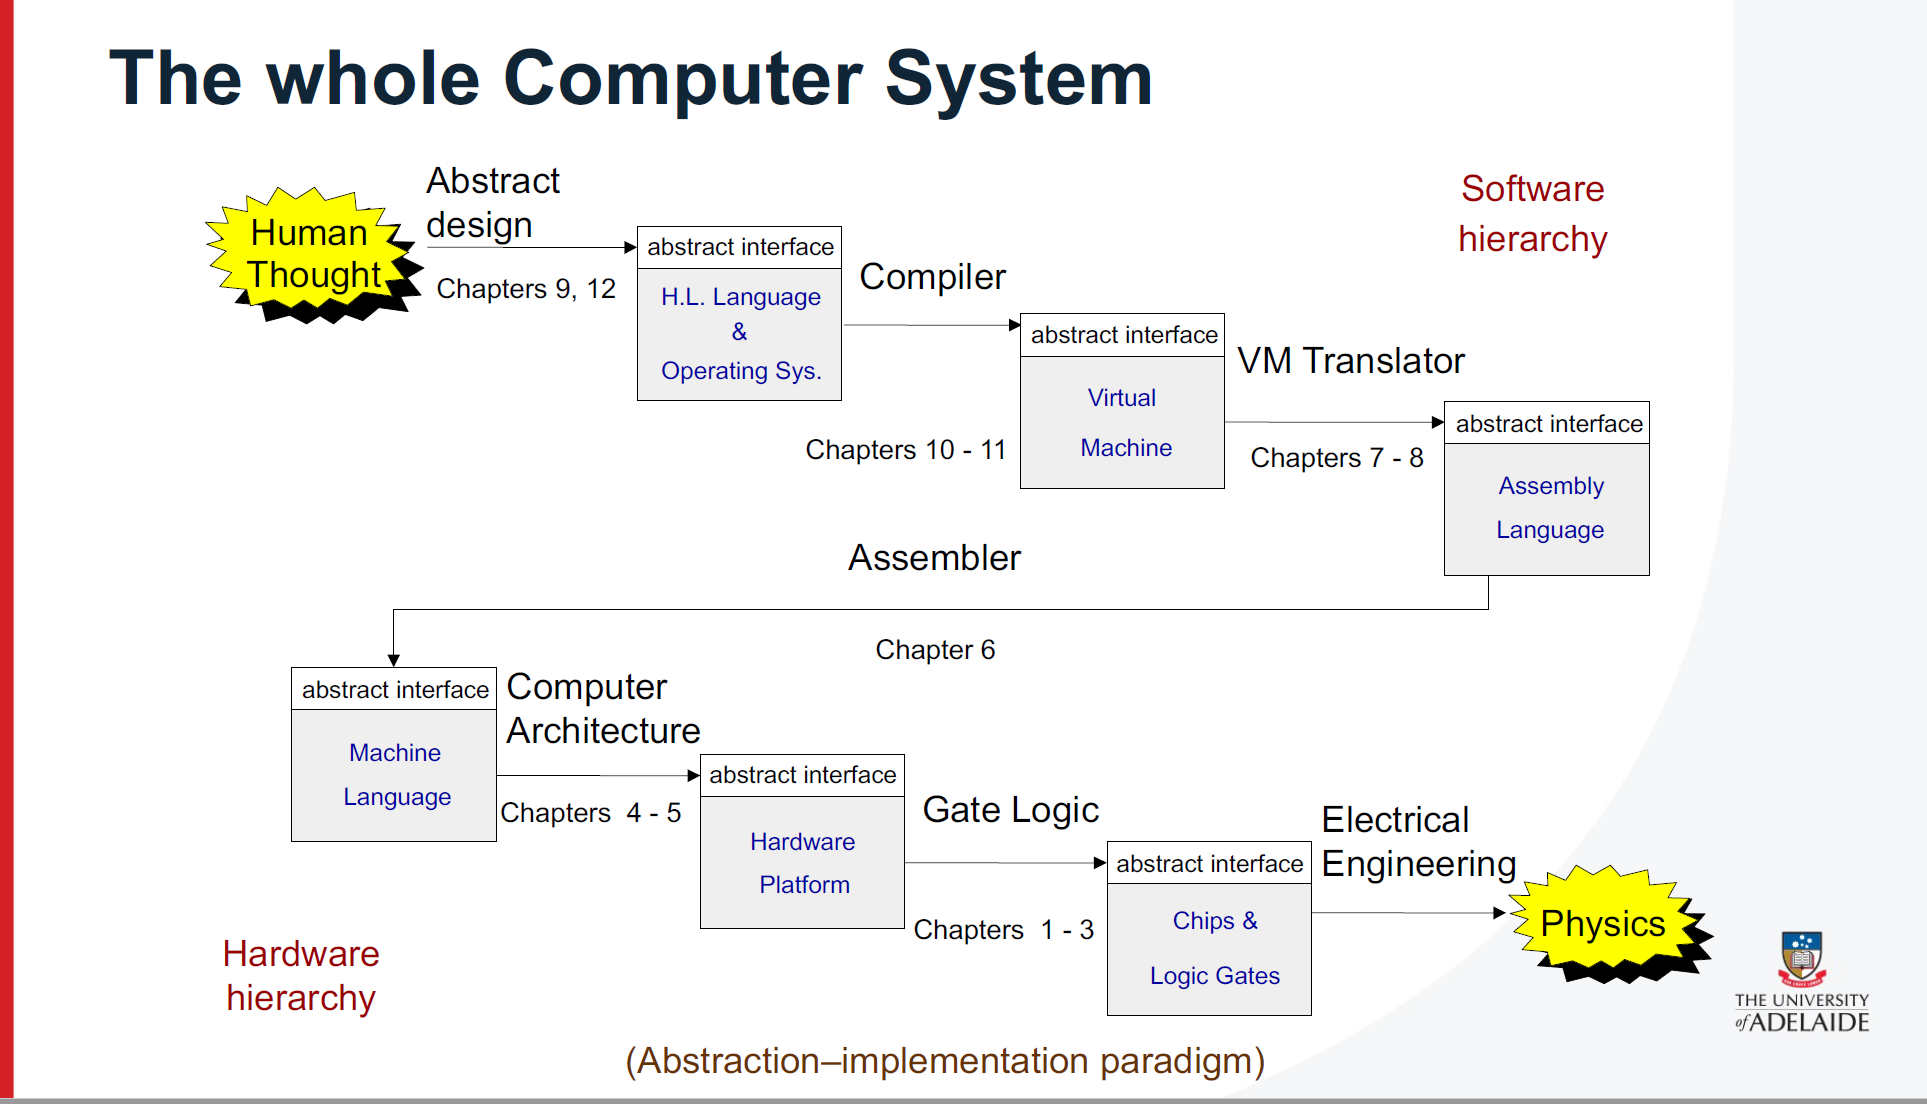 The whole Computer System
Abstract
design
Software
hierarchy
Human
Thought
Chapters 9, 12
abstract interface
H.L. Language
&
Operating Sys.
Compiler
Chapters 10 - 11
abstract interface
Virtual
Machine
VM Translator
Chapters 7 - 8
abstract interface
Assembly
Language
Assembler
Chapter 6
abstract interface
Machine
Language
Computer
Architecture
Chapters 4 - 5
abstract interface
Hardware
Platform
Gate Logic
Chapters 1 - 3
abstract interface
Chips &
Logic Gates
Electrical
Engineering
Physics
Hardware
hierarchy
THE UNIVERSITY
of ADELAIDE
(Abstraction–implementation paradigm)